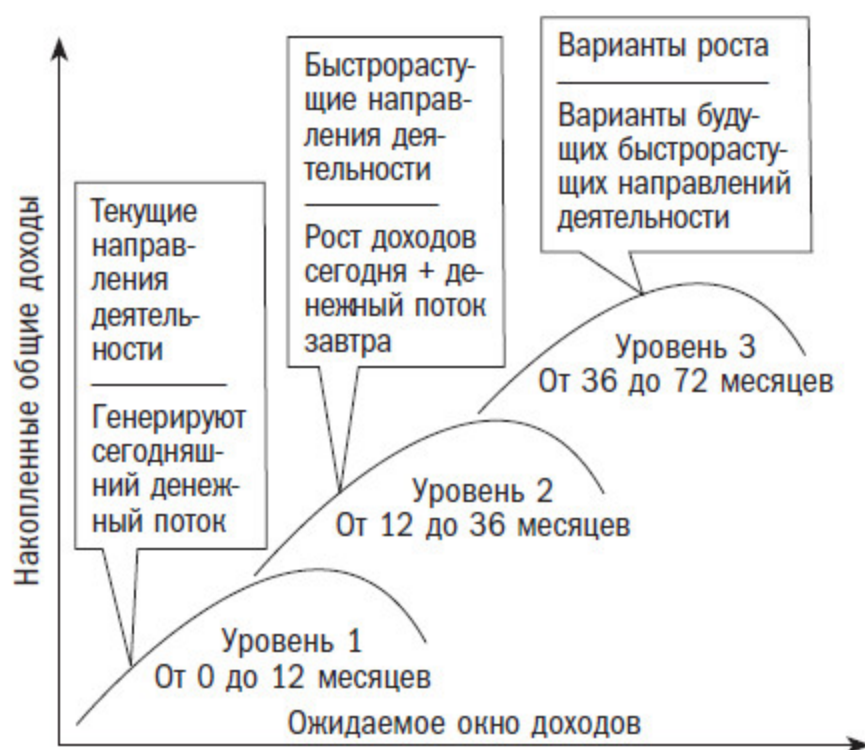 Накопленные общие доходы
Текущие
направ-
ления
деятель-
ности
Генерируют
сегодняш-
ний денеж-
ный поток
Быстрорасту-
щие направ-
ления дея-
тельности
Рост доходов
сегодня + де-
нежный поток
завтра
Варианты роста
Варианты буду-
щих быстрорасту-
щих направлений
деятельности
Уровень 3
От 36 до 72 месяцев
Уровень 2
От 12 до 36 месяцев
Уровень 1
От 0 до 12 месяцев
Ожидаемое окно доходов